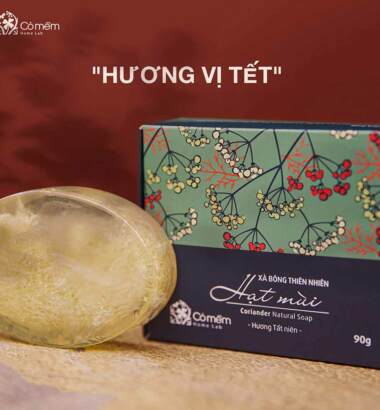 Cỏ mềm
Home Lab
"HƯƠNG VỊ TẾT"
XÀ BÔNG THIÊN NHIÊN
Hạt mùi
Coriander Natural Soap
- Hương Tất niên -
Cỏ mềm
Home Lab
90g